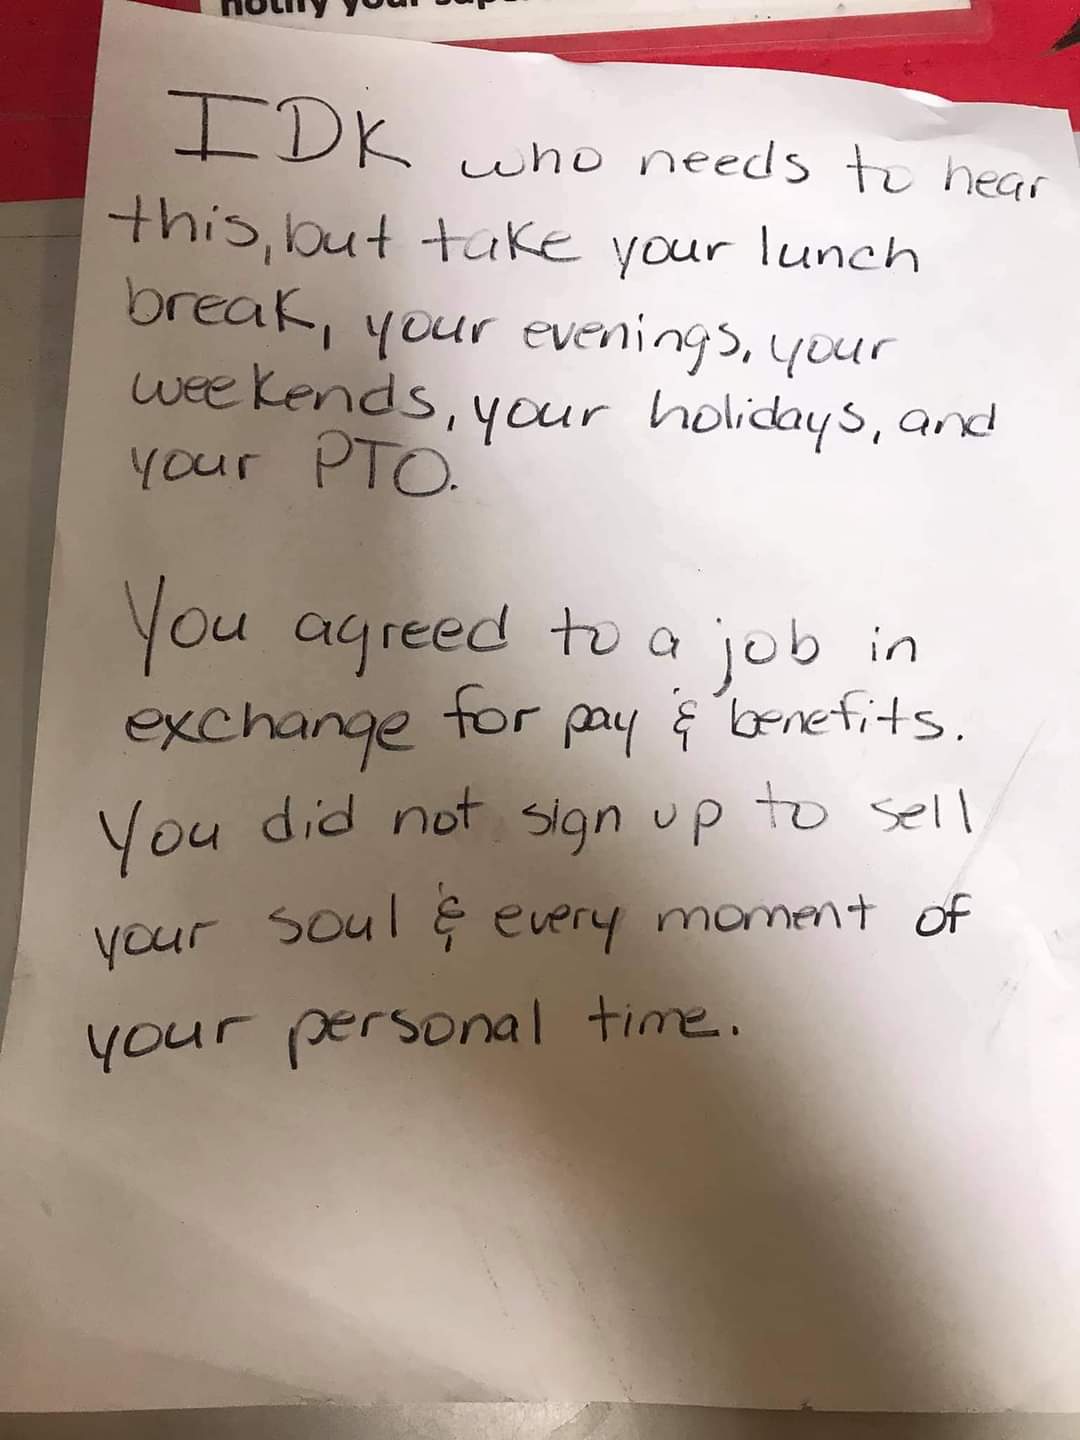 notify your
IDK who needs to hear
this, but take your lunch
break, your evenings, your
weekends, your holidays, and
your PTO.
You agreed to a job in
exchange for pay & benefits.
You did not sign up to sell
your soul & every moment of
your personal time.